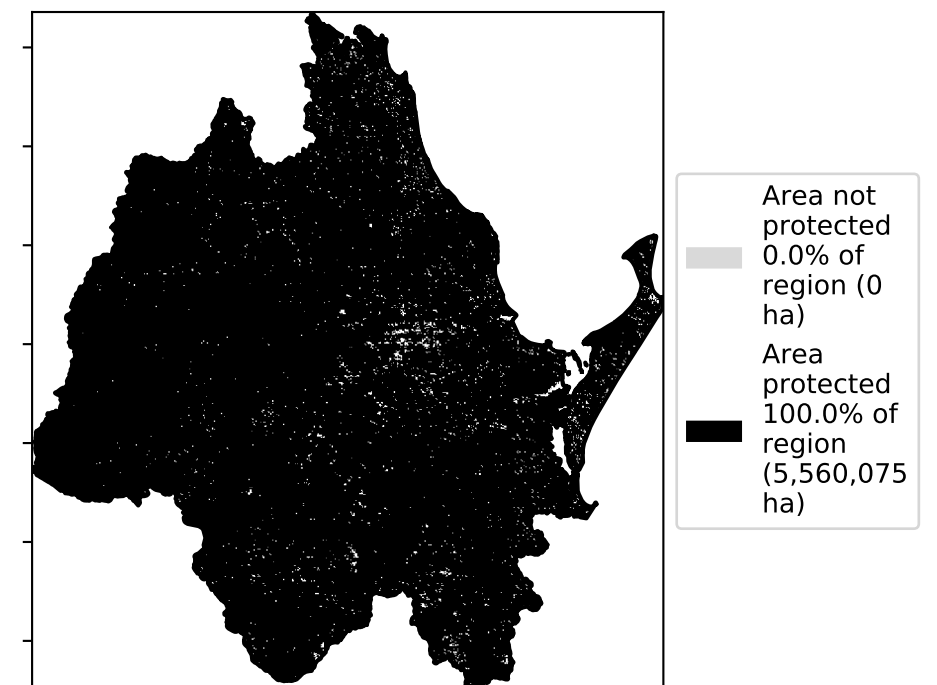 Area not
protected
0.0% of
region (0
ha)
Area
protected
100.0% of
region
(5,560,075
ha)